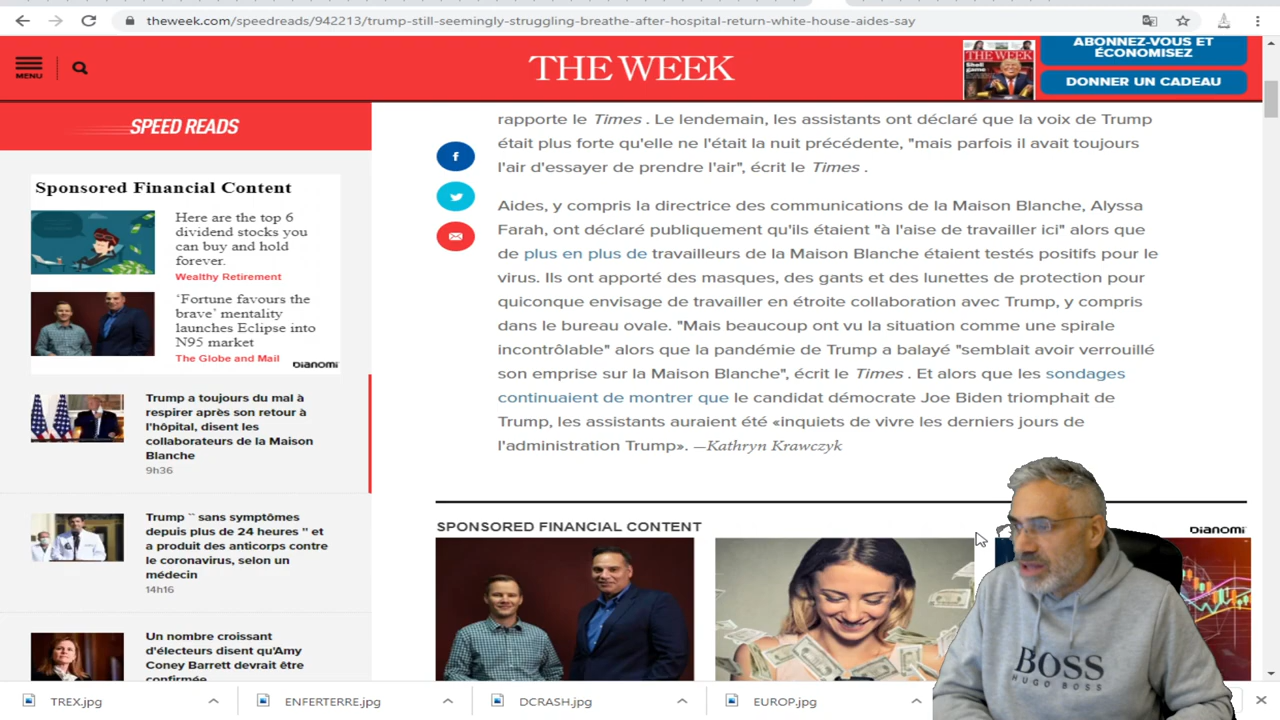 theweek.com/speedreads/942213/trump-still-seemingly-struggling-breathe-after-hospital-return-white-house-aides-say
MENU
THE WEEK
THE WEEK
Shell
game
ABONNEZ-VOUS ET
ÉCONOMISEZ
DONNER UN CADEAU
SPEED READS
Sponsored Financial Content
Here are the top 6
dividend stocks you
can buy and hold
forever.
Wealthy Retirement
‘Fortune favours the
brave’ mentality
launches Eclipse into
N95 market
The Globe and Mail
DIANOMI
Trump a toujours du mal à
respirer après son retour à
l'hôpital, disent les
collaborateurs de la Maison
Blanche
9h36
Trump `` sans symptômes
depuis plus de 24 heures '' et
a produit des anticorps contre
le coronavirus, selon un
médecin
14h16
Un nombre croissant
d'électeurs disent qu'Amy
Coney Barrett devrait être
confirmée
rapporte le Times . Le lendemain, les assistants ont déclaré que la voix de Trump
était plus forte qu'elle ne l'était la nuit précédente, "mais parfois il avait toujours
l'air d'essayer de prendre l'air", écrit le Times .
Aides, y compris la directrice des communications de la Maison Blanche, Alyssa
Farah, ont déclaré publiquement qu'ils étaient "à l'aise de travailler ici" alors que
de plus en plus de travailleurs de la Maison Blanche étaient testés positifs pour le
virus. Ils ont apporté des masques, des gants et des lunettes de protection pour
quiconque envisage de travailler en étroite collaboration avec Trump, y compris
dans le bureau ovale. "Mais beaucoup ont vu la situation comme une spirale
incontrôlable" alors que la pandémie de Trump a balayé "semblait avoir verrouillé
son emprise sur la Maison Blanche", écrit le Times . Et alors que les sondages
continuaient de montrer que le candidat démocrate Joe Biden triomphait de
Trump, les assistants auraient été «inquiets de vivre les derniers jours de
l'administration Trump». —Kathryn Krawczyk
SPONSORED FINANCIAL CONTENT
DIANOMI
BOSS
HUGO BOSS
TREX.jpg
ENFERTERRE.jpg
DCRASH.jpg
EUROP.jpg